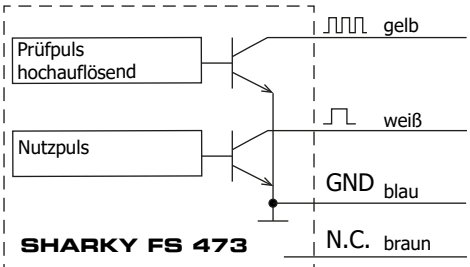 Prüfpuls
hochauflösend
gelb
Nutzpuls
weiß
GND blau
SHARKY FS 473
N.C. braun